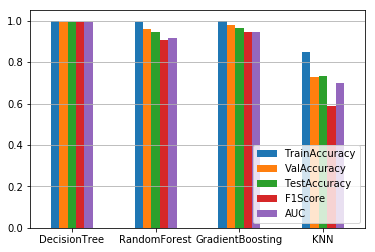 1.0
0.8
0.6
0.4
0.2
0.0
TrainAccuracy
ValAccuracy
TestAccuracy
F1Score
AUC
DecisionTree RandomForest GradientBoosting KNN